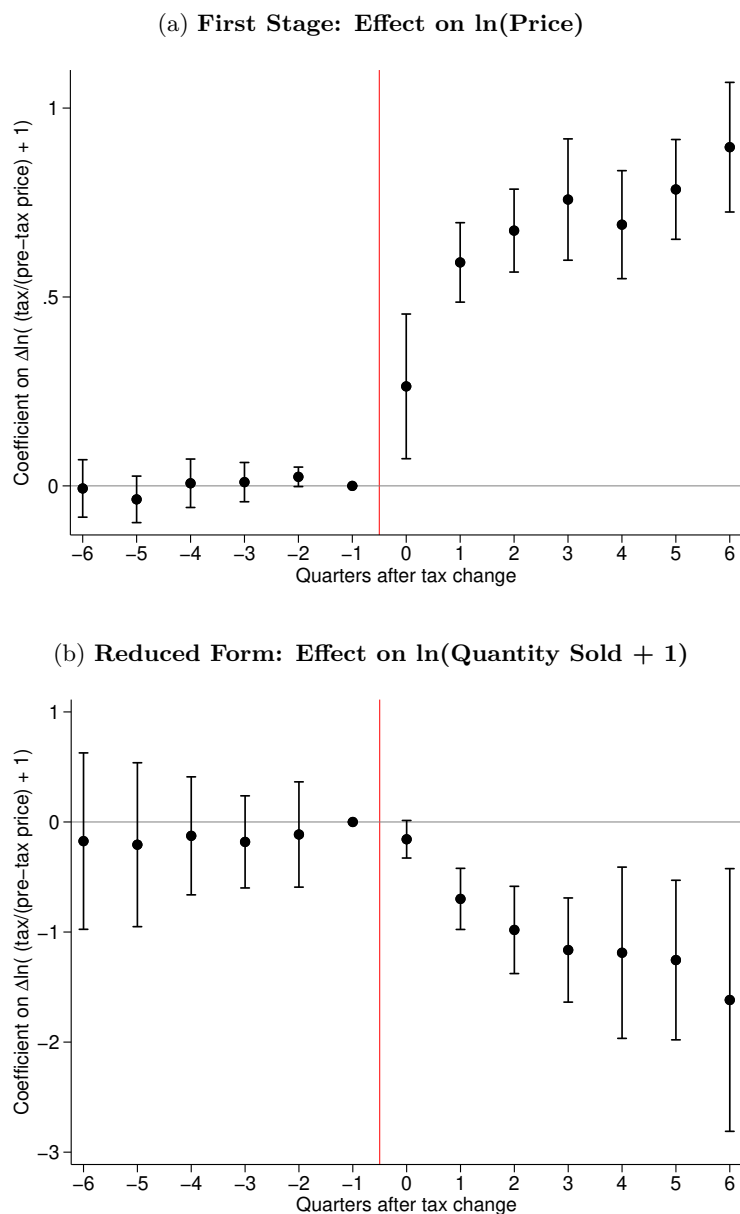 (a) First Stage: Effect on ln(Price)
Coefficient on Δln( (tax/(pre−tax price) + 1)
1
.5
0
−6 −5 −4 −3 −2 −1 0 1 2 3 4 5 6
Quarters after tax change
(b) Reduced Form: Effect on ln(Quantity Sold + 1)
Coefficient on Δln( (tax/(pre−tax price) + 1)
1
0
−1
−2
−3
−6 −5 −4 −3 −2 −1 0 1 2 3 4 5 6
Quarters after tax change